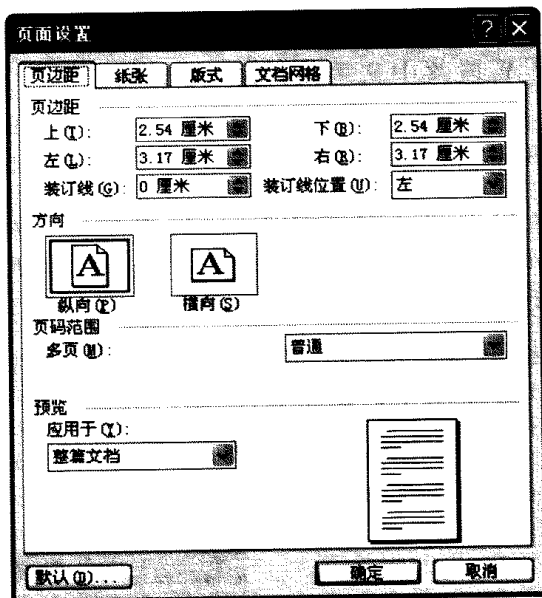 页面设置
页边距 纸张 版式 文档网格
页边距
上(T): 2.54 厘米 下(B): 2.54 厘米
左(L): 3.17 厘米 右(R): 3.17 厘米
装订线(G): 0 厘米 装订线位置(U): 左
方向
A A
纵向(P) 横向(S)
页码范围
多页(M): 普通
预览
应用于(Y):
整篇文档
默认(D)... 确定 取消